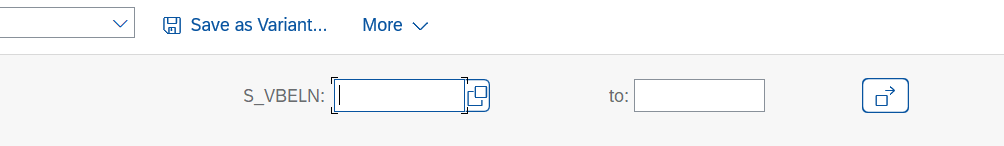 Save as Variant... More
S_VBELN: to: